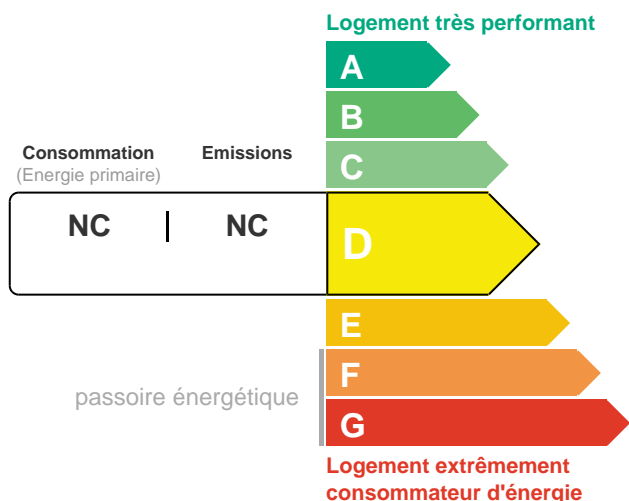 Logement très performant
A
B
Consommation Emissions
(Energie primaire)
C
NC | NC
D
E
F
passoire énergétique
G
Logement extrêmement
consommateur d'énergie